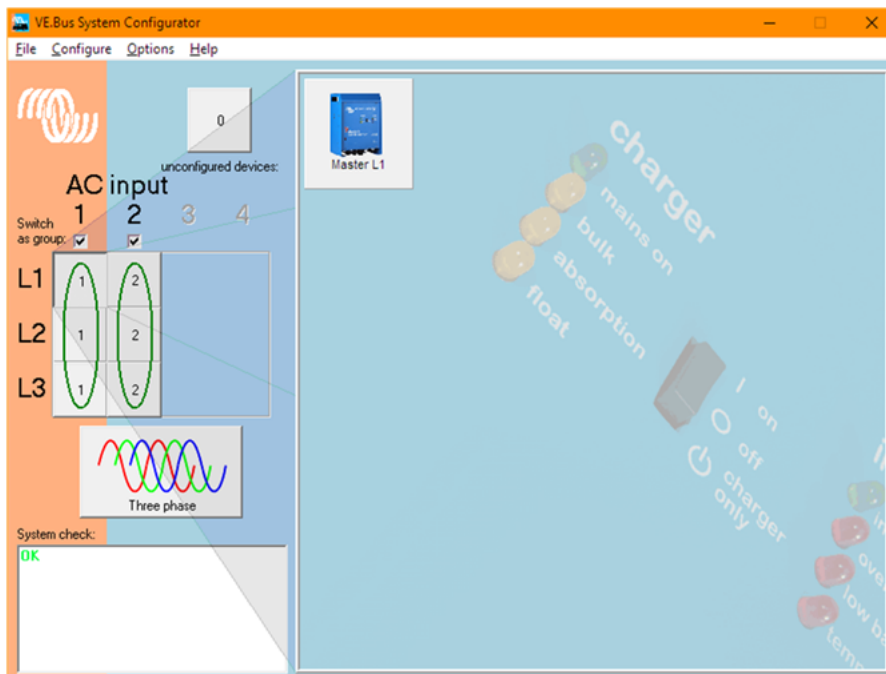 VE.Bus System Configurator
File Configure Options Help
0
unconfigured devices:
AC input
Switch as group:
1 2 3 4
L1 1 2
L2 1 2
L3 1 2
Three phase
System check:
OK
Master L1
charger
mains on
bulk
absorption
float
on
off
charger only
low